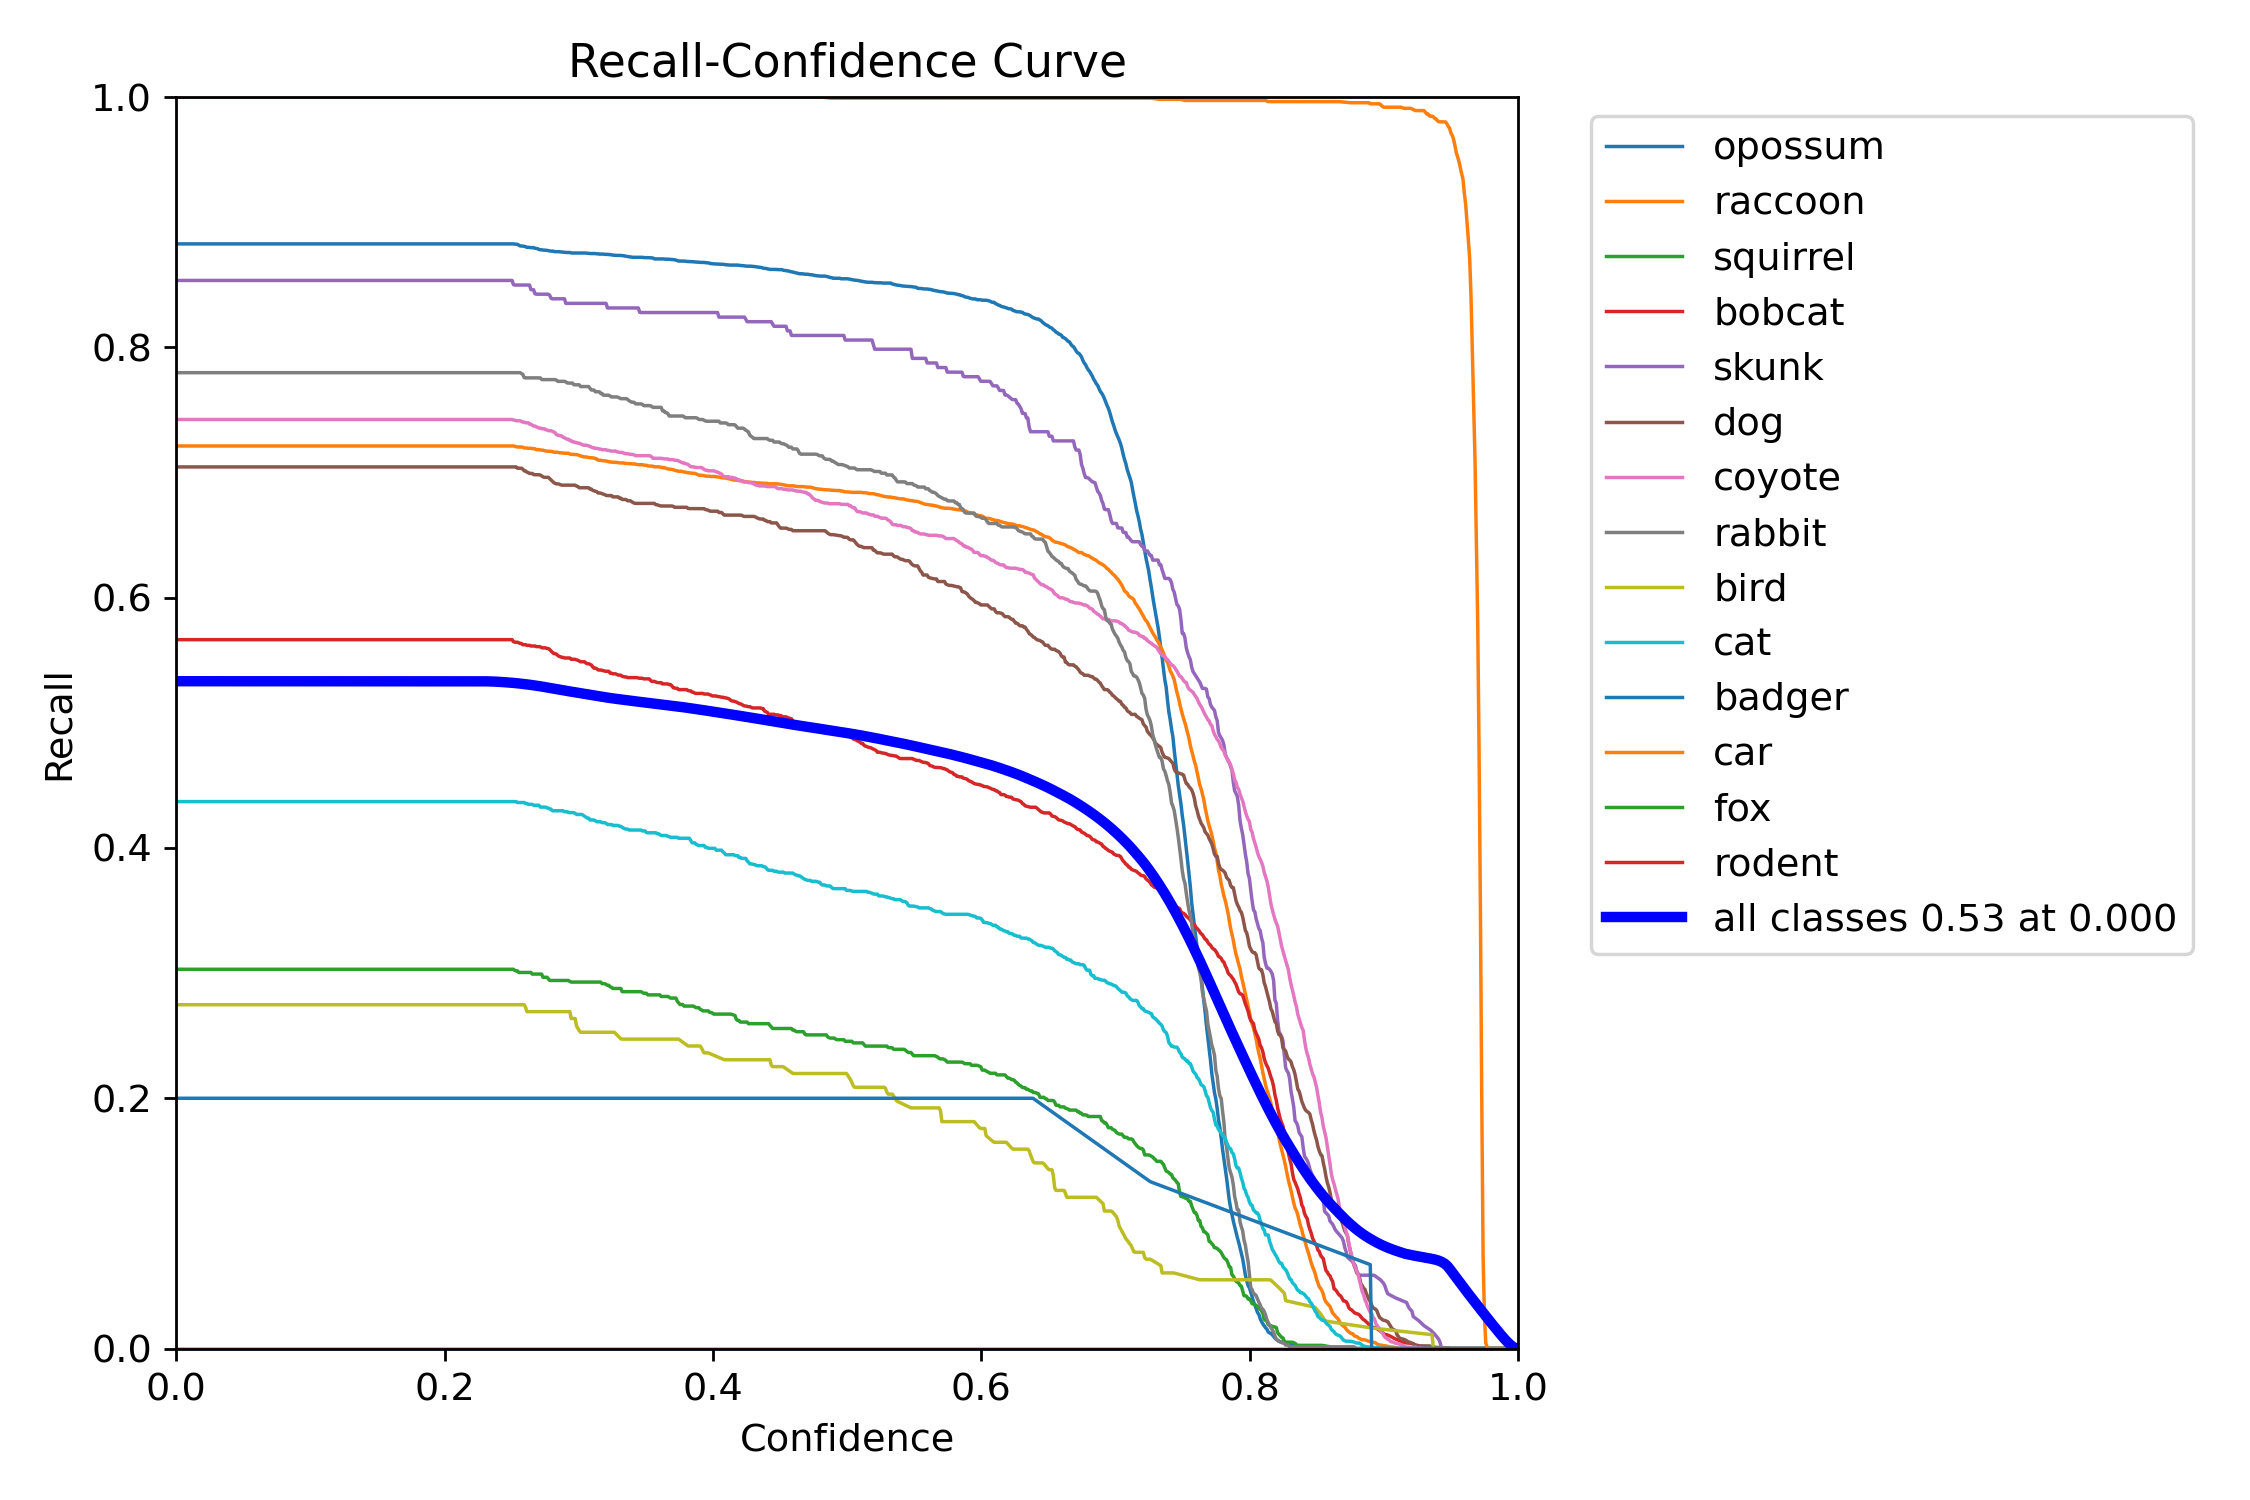 Recall-Confidence Curve
1.0
0.8
0.6
0.4
0.2
0.0
Recall
0.0 0.2 0.4 0.6 0.8 1.0
Confidence
opossum
raccoon
squirrel
bobcat
skunk
dog
coyote
rabbit
bird
cat
badger
car
fox
rodent
all classes 0.53 at 0.000